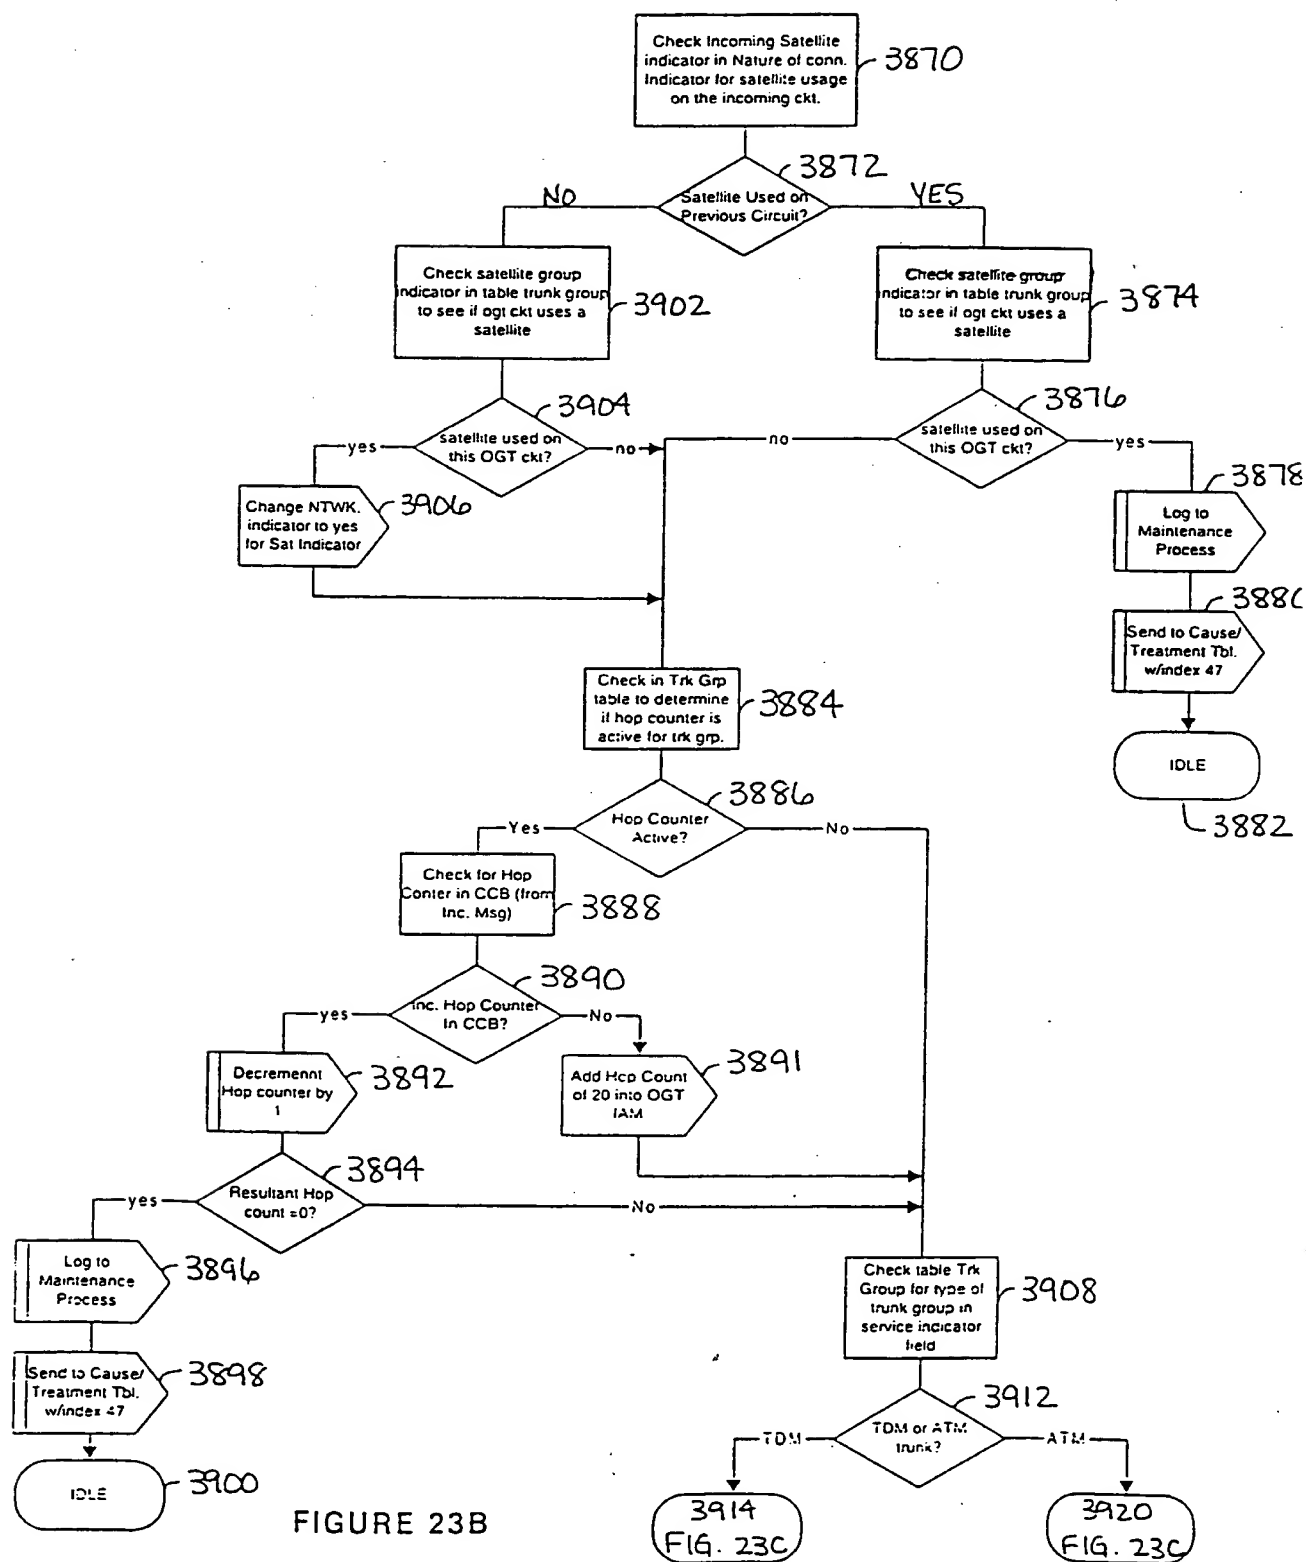 Check Incoming Satellite
indicator in Nature of conn.
Indicator for satellite usage
on the incoming ckt.
3870
3872
Satellite Used on
Previous Circuit?
NO
YES
Check satellite group
indicator in table trunk group
to see if ogt ckt uses a
satellite
3902
Check satellite group
indicator in table trunk group
to see if ogt ckt uses a
satellite
3874
3904
satellite used on
this OGT ckt?
yes
no
3876
satellite used on
this OGT ckt?
no
yes
Change NTWK.
indicator to yes
for Sat Indicator
3906
3878
Log to
Maintenance
Process
3880
Send to Cause/
Treatment Tbl.
w/index 47
IDLE
3882
Check in Trk Grp
table to determine
if hop counter is
active for trk grp.
3884
3886
Hop Counter
Active?
Yes
No
Check for Hop
Conter in CCB (from
Inc. Msg)
3888
3890
Inc. Hop Counter
In CCB?
yes
No
Decremennt
Hop counter by
1
3892
Add Hop Count
of 20 into OGT
IAM
3891
3894
Resultant Hop
count =0?
yes
No
Log to
Maintenance
Process
3896
Send to Cause/
Treatment Tbl.
w/index 47
3898
IDLE
3900
Check table Trk
Group for type of
trunk group in
service indicator
field
3908
3912
TDM or ATM
trunk?
TDM
ATM
3914
FIG. 23C
3920
FIG. 23C
FIGURE 23B